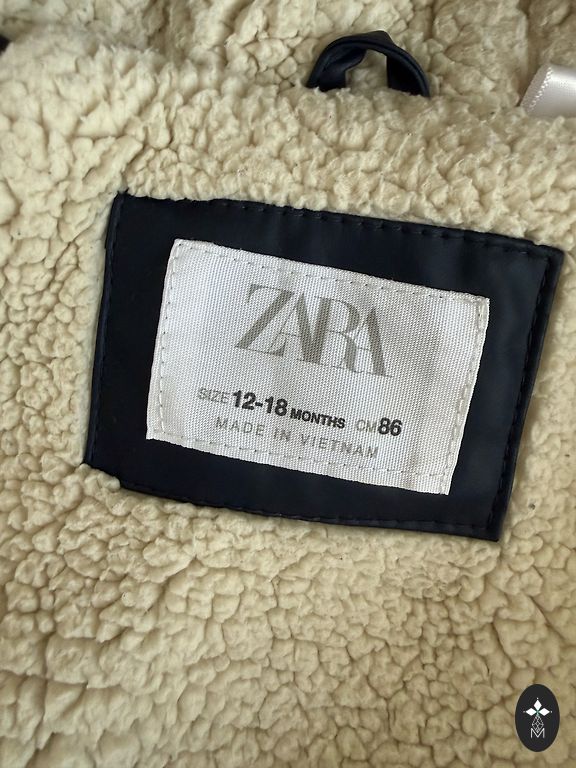 ZARA
SIZE 12-18 MONTHS CM 86
MADE IN VIETNAM